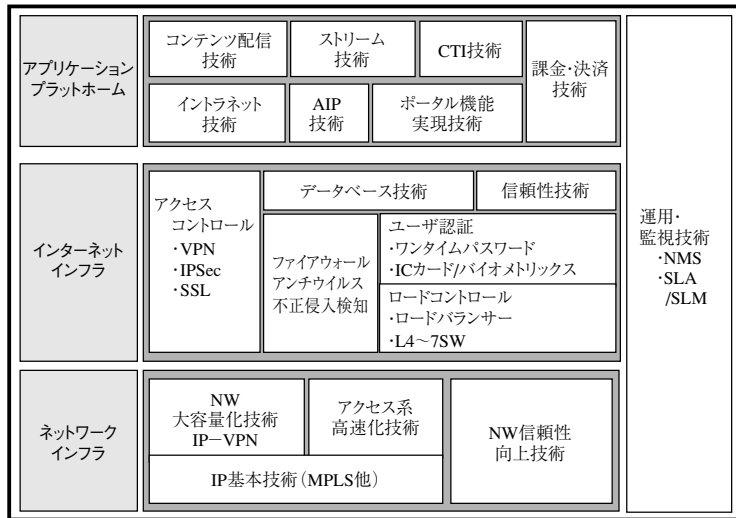 アプリケーション
プラットホーム
コンテンツ配信
技術
ストリーム
技術
CTI技術
課金・決済
技術
イントラネット
技術
AIP
技術
ポータル機能
実現技術
インターネット
インフラ
アクセス
コントロール
・VPN
・IPSec
・SSL
データベース技術
信頼性技術
ファイアウォール
アンチウイルス
不正侵入検知
ユーザ認証
・ワンタイムパスワード
・ICカード/バイオメトリックス
ロードコントロール
・ロードバランサー
・L4～7SW
ネットワーク
インフラ
NW
大容量化技術
IP－VPN
アクセス系
高速化技術
IP基本技術（MPLS他）
NW信頼性
向上技術
運用・
監視技術
・NMS
・SLA
/SLM